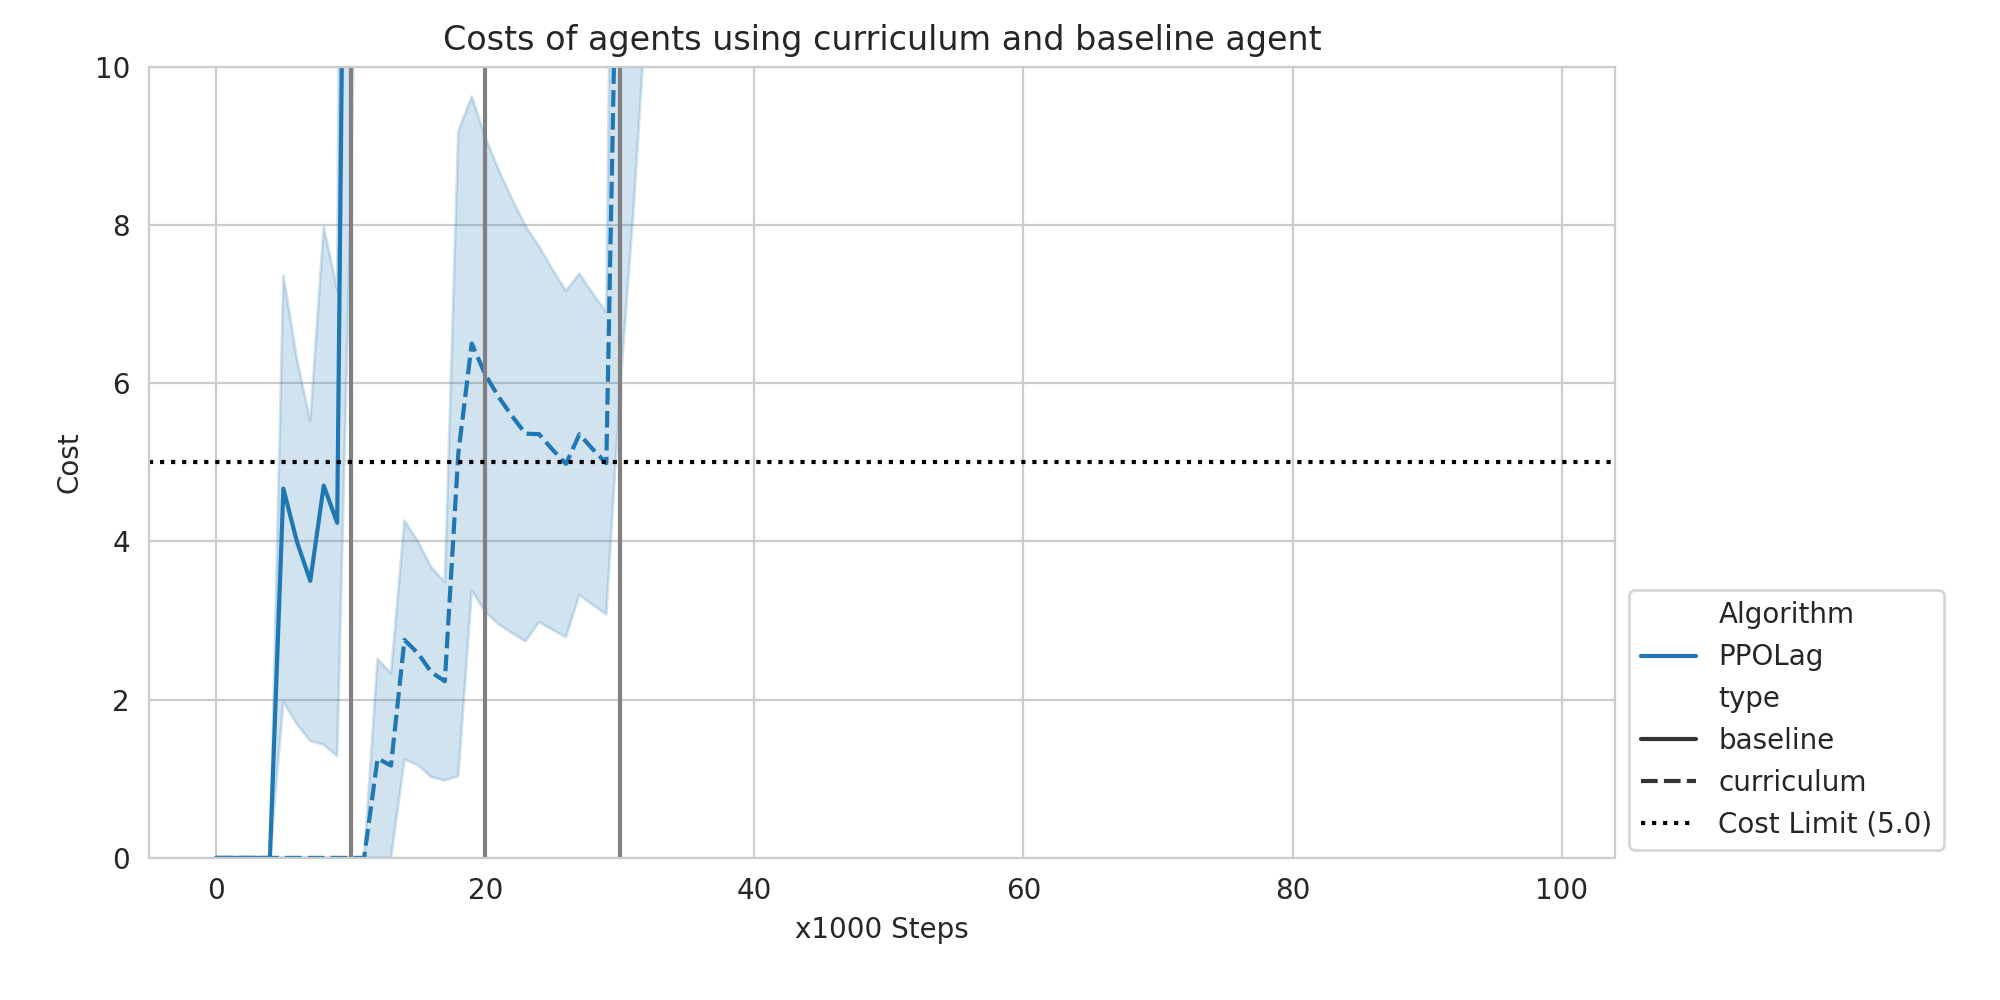 Costs of agents using curriculum and baseline agent
10
8
6
4
2
0
Cost
0 20 40 60 80 100
x1000 Steps
Algorithm
PPOLag
type
baseline
curriculum
Cost Limit (5.0)